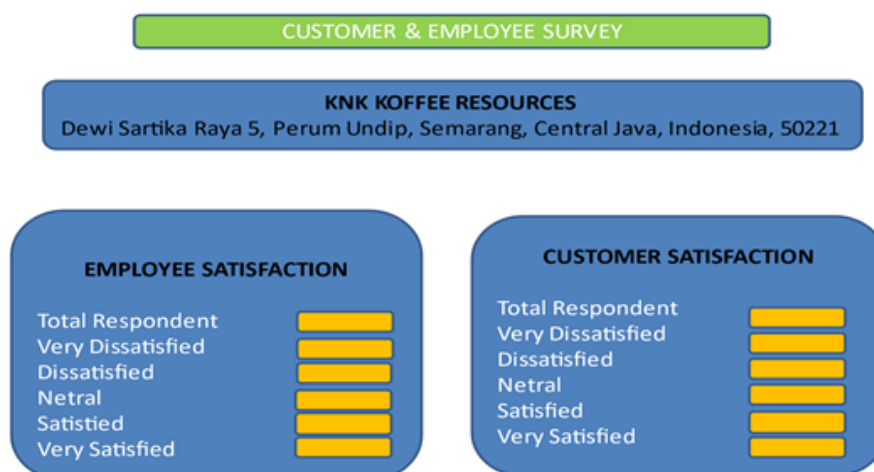 CUSTOMER & EMPLOYEE SURVEY
KNK KOFFEE RESOURCES
Dewi Sartika Raya 5, Perum Undip, Semarang, Central Java, Indonesia, 50221
EMPLOYEE SATISFACTION
Total Respondent
Very Dissatisfied
Dissatisfied
Netral
Satistied
Very Satisfied
CUSTOMER SATISFACTION
Total Respondent
Very Dissatisfied
Dissatisfied
Netral
Satisfied
Very Satisfied